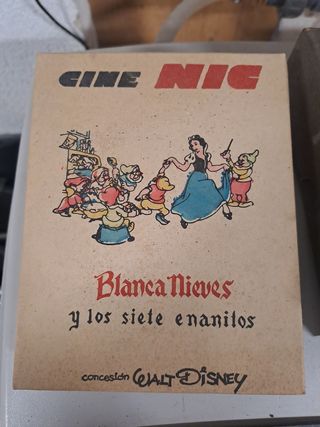 CINE NIC
Blanca Nieves
y los siete enanitos
concesión WALT DISNEY